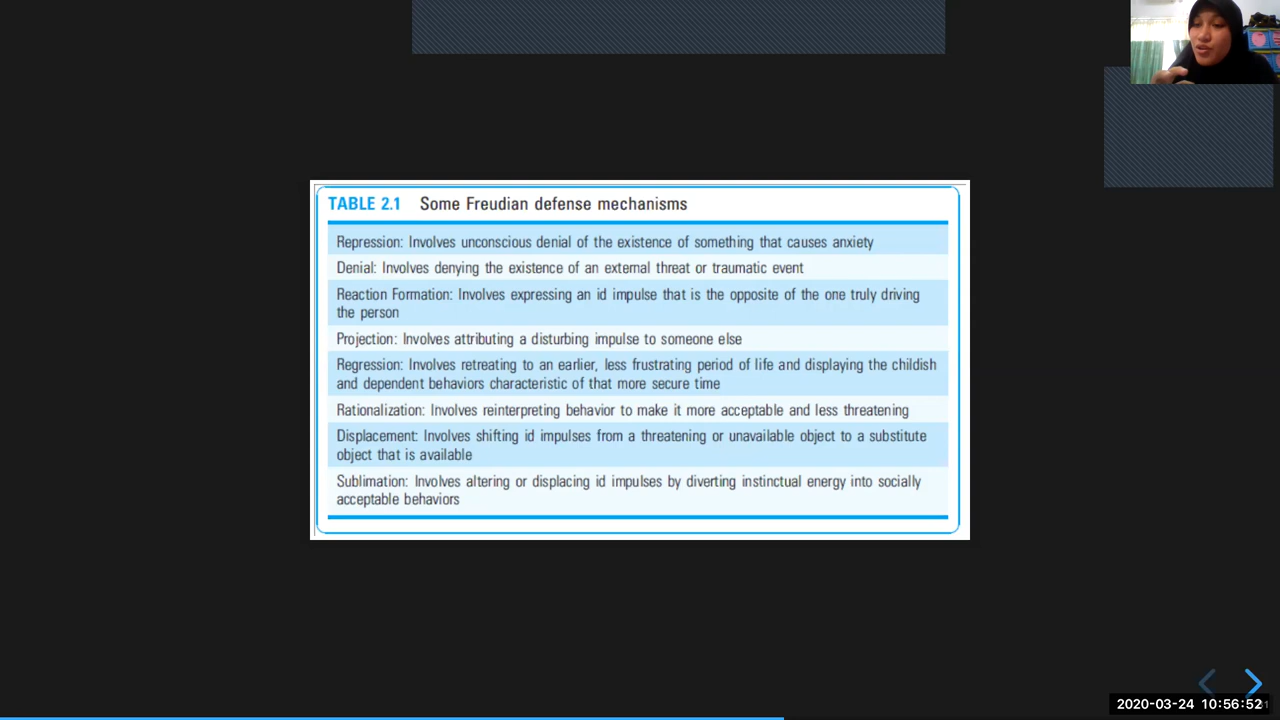 TABLE 2.1 Some Freudian defense mechanisms
Repression: Involves unconscious denial of the existence of something that causes anxiety
Denial: Involves denying the existence of an external threat or traumatic event
Reaction Formation: Involves expressing an id impulse that is the opposite of the one truly driving
the person
Projection: Involves attributing a disturbing impulse to someone else
Regression: Involves retreating to an earlier, less frustrating period of life and displaying the childish
and dependent behaviors characteristic of that more secure time
Rationalization: Involves reinterpreting behavior to make it more acceptable and less threatening
Displacement: Involves shifting id impulses from a threatening or unavailable object to a substitute
object that is available
Sublimation: Involves altering or displacing id impulses by diverting instinctual energy into socially
acceptable behaviors
2020-03-24 10:56:52